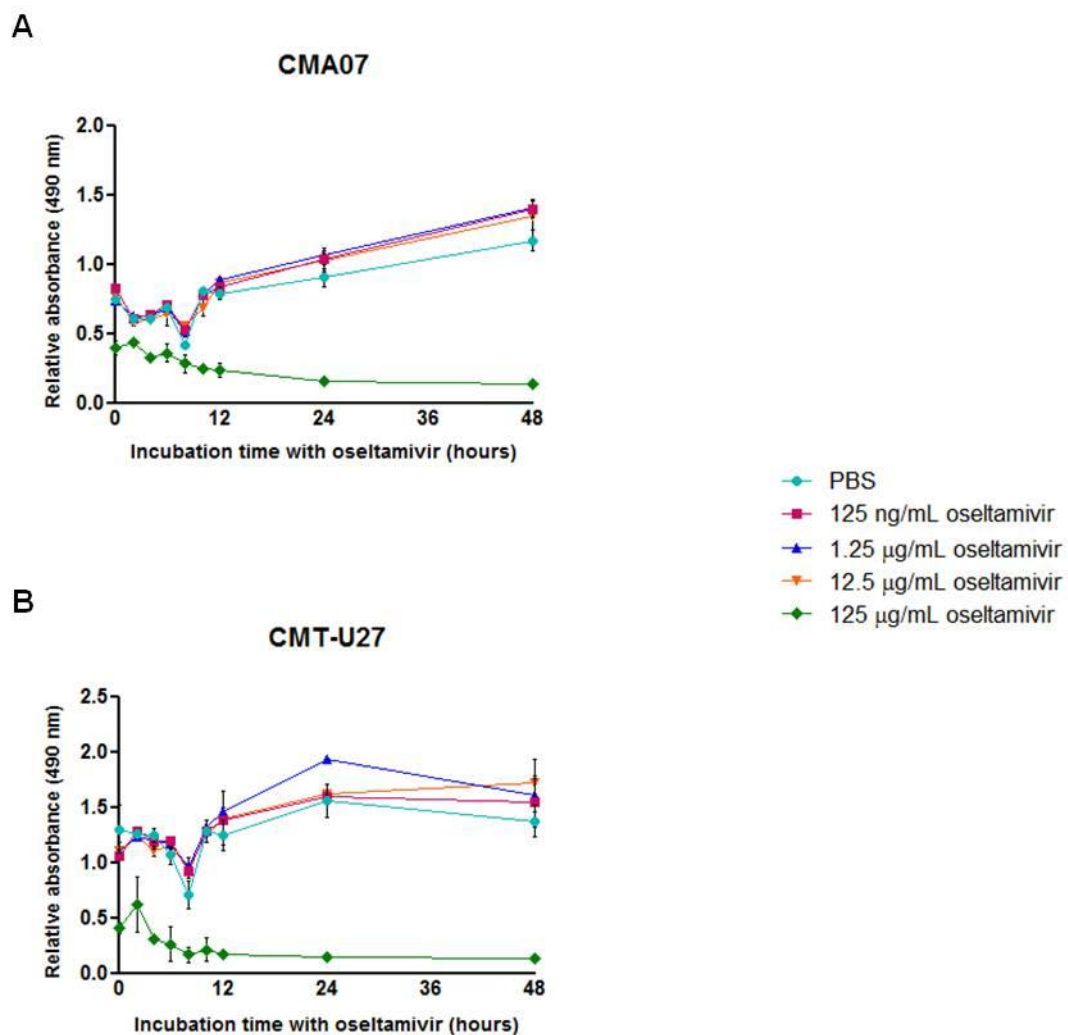 A
CMA07
2.0
1.5
1.0
0.5
0.0
Relative absorbance (490 nm)
0 12 24 36 48
Incubation time with oseltamivir (hours)
PBS
125 ng/mL oseltamivir
1.25 μg/mL oseltamivir
12.5 μg/mL oseltamivir
125 μg/mL oseltamivir
B
CMT-U27
2.5
2.0
1.5
1.0
0.5
0.0
Relative absorbance (490 nm)
0 12 24 36 48
Incubation time with oseltamivir (hours)